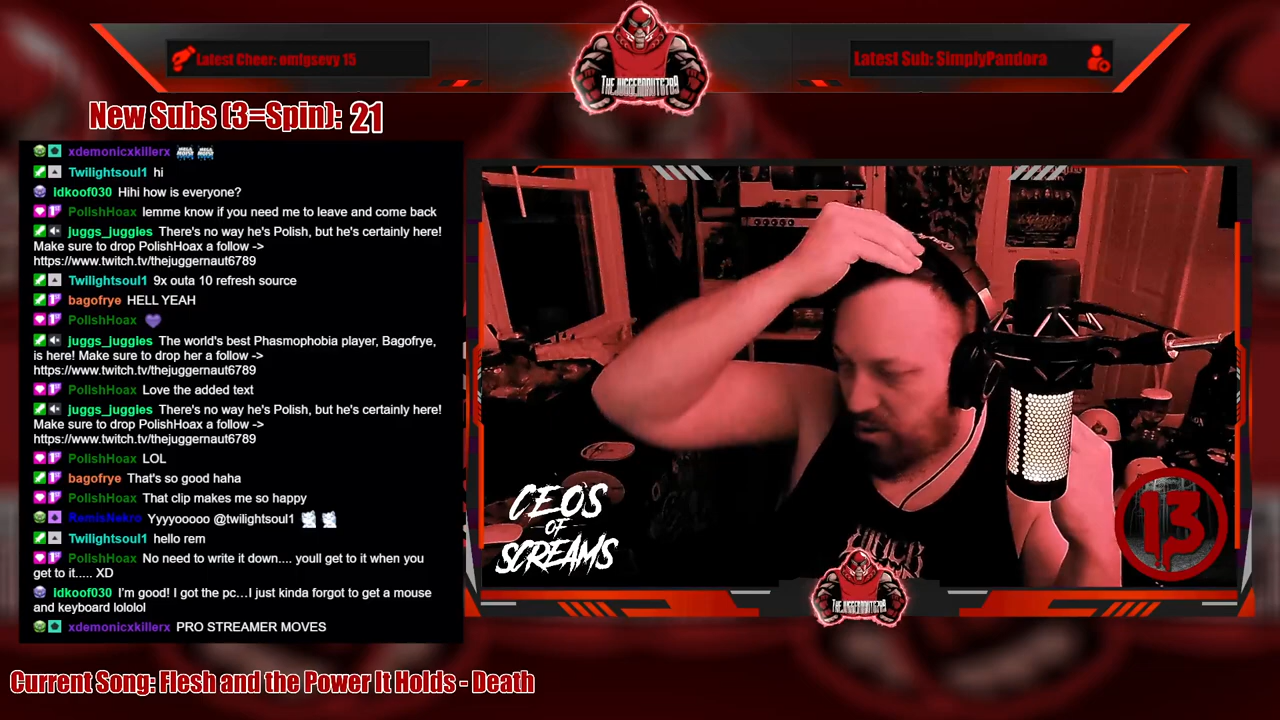 Latest Cheer: omfgsevy 15
THEJUGGERNAUT6789
Latest Sub: SimplyPandora
New Subs (3=Spin): 21
xdemonicxkillerx
Twilightsoul1 hi
ldkoof030 Hihi how is everyone?
PolishHoax lemme know if you need me to leave and come back
juggs_juggies There's no way he's Polish, but he's certainly here!
Make sure to drop PolishHoax a follow ->
https://www.twitch.tv/thejuggernaut6789
Twilightsoul1 9x outa 10 refresh source
bagofrye HELL YEAH
PolishHoax
juggs_juggies The world's best Phasmophobia player, Bagofrye,
is here! Make sure to drop her a follow ->
https://www.twitch.tv/thejuggernaut6789
PolishHoax Love the added text
juggs_juggies There's no way he's Polish, but he's certainly here!
Make sure to drop PolishHoax a follow ->
https://www.twitch.tv/thejuggernaut6789
PolishHoax LOL
bagofrye That's so good haha
PolishHoax That clip makes me so happy
RemisNekro Yyyyooooo @twilightsoul1
Twilightsoul1 hello rem
PolishHoax No need to write it down.... youll get to it when you
get to it..... XD
ldkoof030 I'm good! I got the pc…I just kinda forgot to get a mouse
and keyboard lololol
xdemonicxkillerx PRO STREAMER MOVES
CEO'S
OF
SCREAMS
13
THEJUGGERNAUT6789
Current Song: Flesh and the Power It Holds - Death